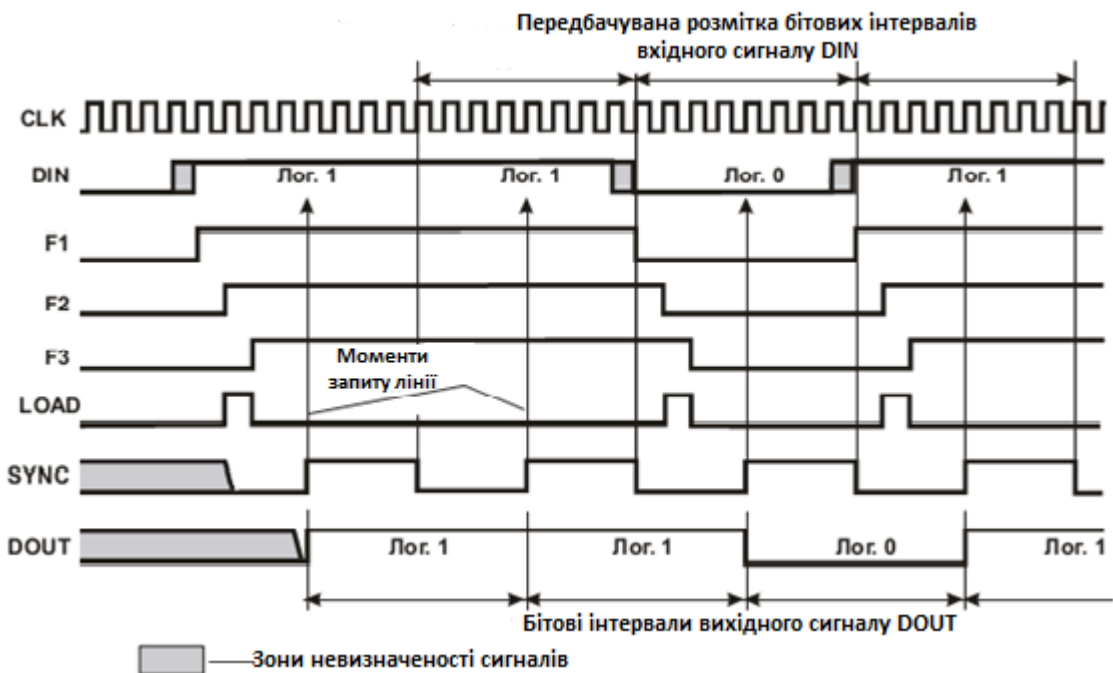 Передбачувана розмітка бітових інтервалів
вхідного сигналу DIN
CLK
DIN
Лог. 1
Лог. 1
Лог. 0
Лог. 1
F1
F2
F3
Моменти
запиту лінії
LOAD
SYNC
DOUT
Лог. 1
Лог. 1
Лог. 0
Лог. 1
Бітові інтервали вихідного сигналу DOUT
Зони невизначеності сигналів